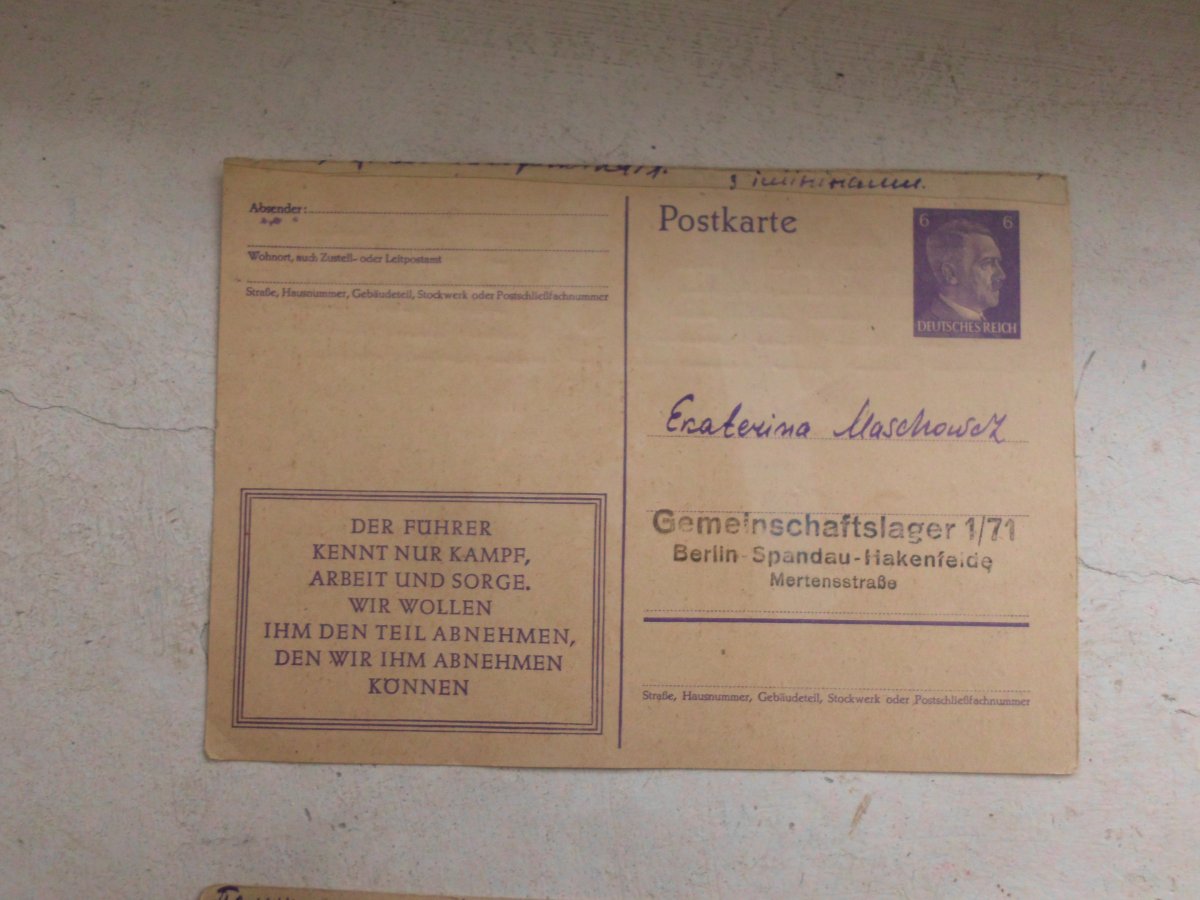 Absender:
Wohnort, auch Zustell- oder Leitpostamt
Straße, Hausnummer, Gebäudeteil, Stockwerk oder Postschließfachnummer
DER FÜHRER
KENNT NUR KAMPF,
ARBEIT UND SORGE.
WIR WOLLEN
IHM DEN TEIL ABNEHMEN,
DEN WIR IHM ABNEHMEN
KÖNNEN
Postkarte
6 6
DEUTSCHES REICH
Ekaterina Maschowez
Gemeinschaftslager 1/71
Berlin-Spandau-Hakenfelde
Mertensstraße
Straße, Hausnummer, Gebäudeteil, Stockwerk oder Postschließfachnummer